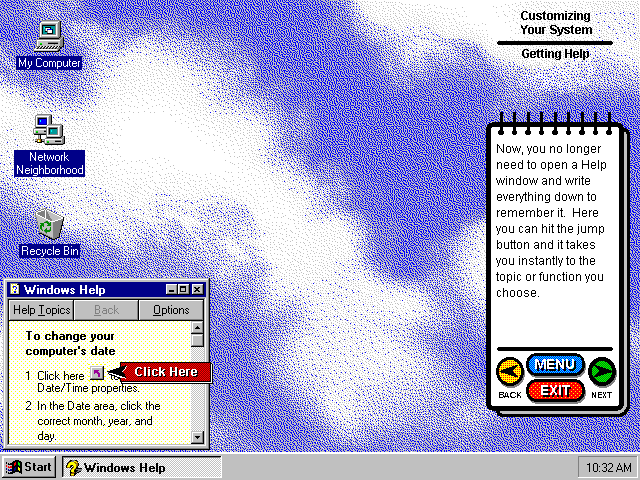 Customizing
Your System
Getting Help
My Computer
Network
Neighborhood
Recycle Bin
Now, you no longer
need to open a Help
window and write
everything down to
remember it. Here
you can hit the jump
button and it takes
you instantly to the
topic or function you
choose.
MENU
EXIT
BACK
NEXT
Windows Help
Help Topics
Back
Options
To change your
computer's date
1 Click here
Click Here
Date/Time properties.
2 In the Date area, click the
correct month, year, and
day.
Start
Windows Help
10:32 AM